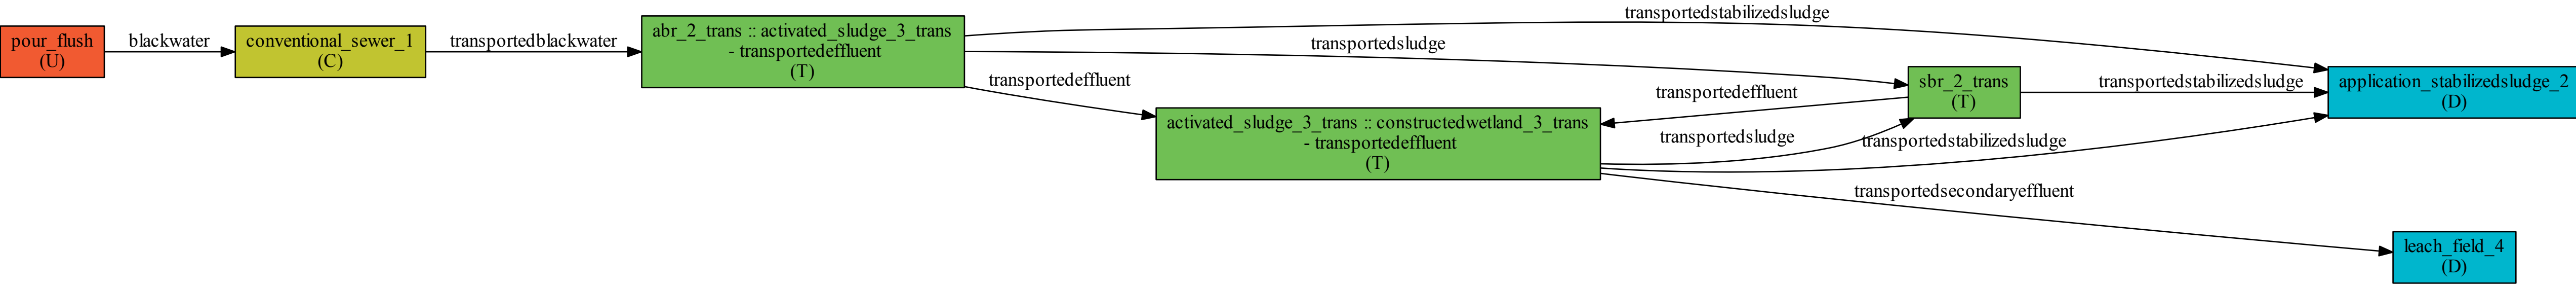 pour_flush
(U)
blackwater
conventional_sewer_1
(C)
transportedblackwater
abr_2_trans :: activated_sludge_3_trans
- transportedeffluent
(T)
transportedstabilizedsludge
transportedsludge
transportedeffluent
activated_sludge_3_trans :: constructedwetland_3_trans
- transportedeffluent
(T)
transportedeffluent
transportedsludge
transportedstabilizedsludge
transportedsecondaryeffluent
sbr_2_trans
(T)
transportedstabilizedsludge
application_stabilizedsludge_2
(D)
leach_field_4
(D)